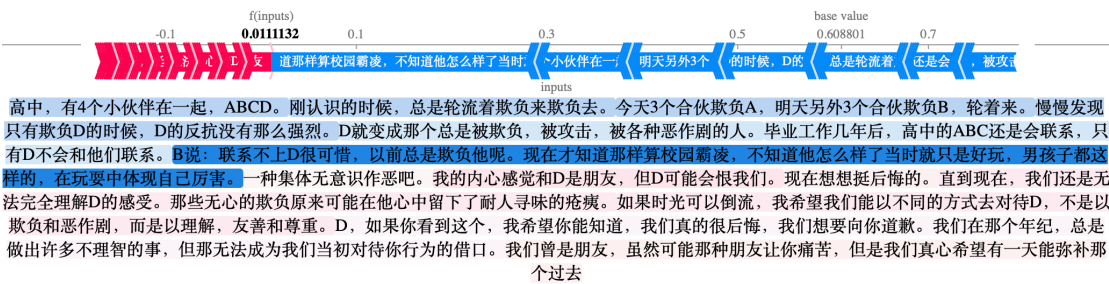 f(inputs) base value
-0.1 0.0111132 0.1 0.3 0.5 0.608801 0.7
友 道那样算校园霸凌，不知道他怎么样了当时 小伙伴在一 明天另外3个 的时候，D的 总是轮流着 还是会 ，被攻击
inputs
高中，有4个小伙伴在一起，ABCD。刚认识的时候，总是轮流着欺负来欺负去。今天3个合伙欺负A，明天另外3个合伙欺负B，轮着来。慢慢发现
只有欺负D的时候，D的反抗没有那么强烈。D就变成那个总是被欺负，被攻击，被各种恶作剧的人。毕业工作几年后，高中的ABC还是会联系，只
有D不会和他们联系。B说：联系不上D很可惜，以前总是欺负他呢。现在才知道那样算校园霸凌，不知道他怎么样了当时就只是好玩，男孩子都这
样的，在玩耍中体现自己厉害。一种集体无意识作恶吧。我的内心感觉和D是朋友，但D可能会恨我们。现在想想挺后悔的。直到现在，我们还是无
法完全理解D的感受。那些无心的欺负原来可能在他心中留下了耐人寻味的疮痍。如果时光可以倒流，我希望我们能以不同的方式去对待D，不是以
欺负和恶作剧，而是以理解，友善和尊重。D，如果你看到这个，我希望你能知道，我们真的很后悔，我们想要向你道歉。我们在那个年纪，总是
做出许多不理智的事，但那无法成为我们当初对待你行为的借口。我们曾是朋友，虽然可能那种朋友让你痛苦，但是我们真心希望有一天能弥补那
个过去